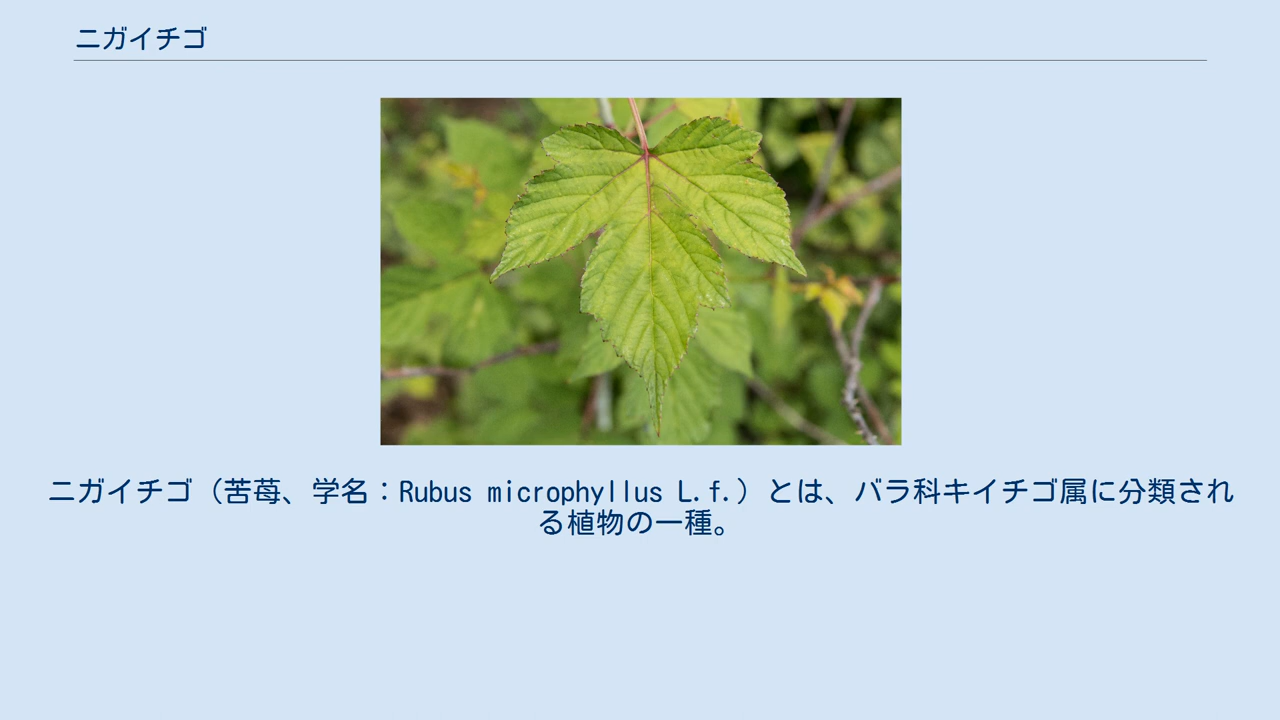 ニガイチゴ
ニガイチゴ（苦苺、学名：Rubus microphyllus L.f.）とは、バラ科キイチゴ属に分類され
る植物の一種。